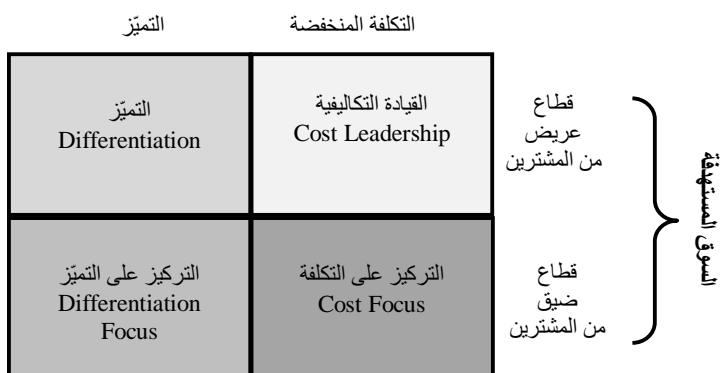 التكلفة المنخفضة
التميّز
قطاع
عريض
من المشترين
القيادة التكاليفية
Cost Leadership
التميّز
Differentiation
السوق المستهدفة
قطاع
ضيق
من المشترين
التركيز على التكلفة
Cost Focus
التركيز على التميّز
Differentiation
Focus